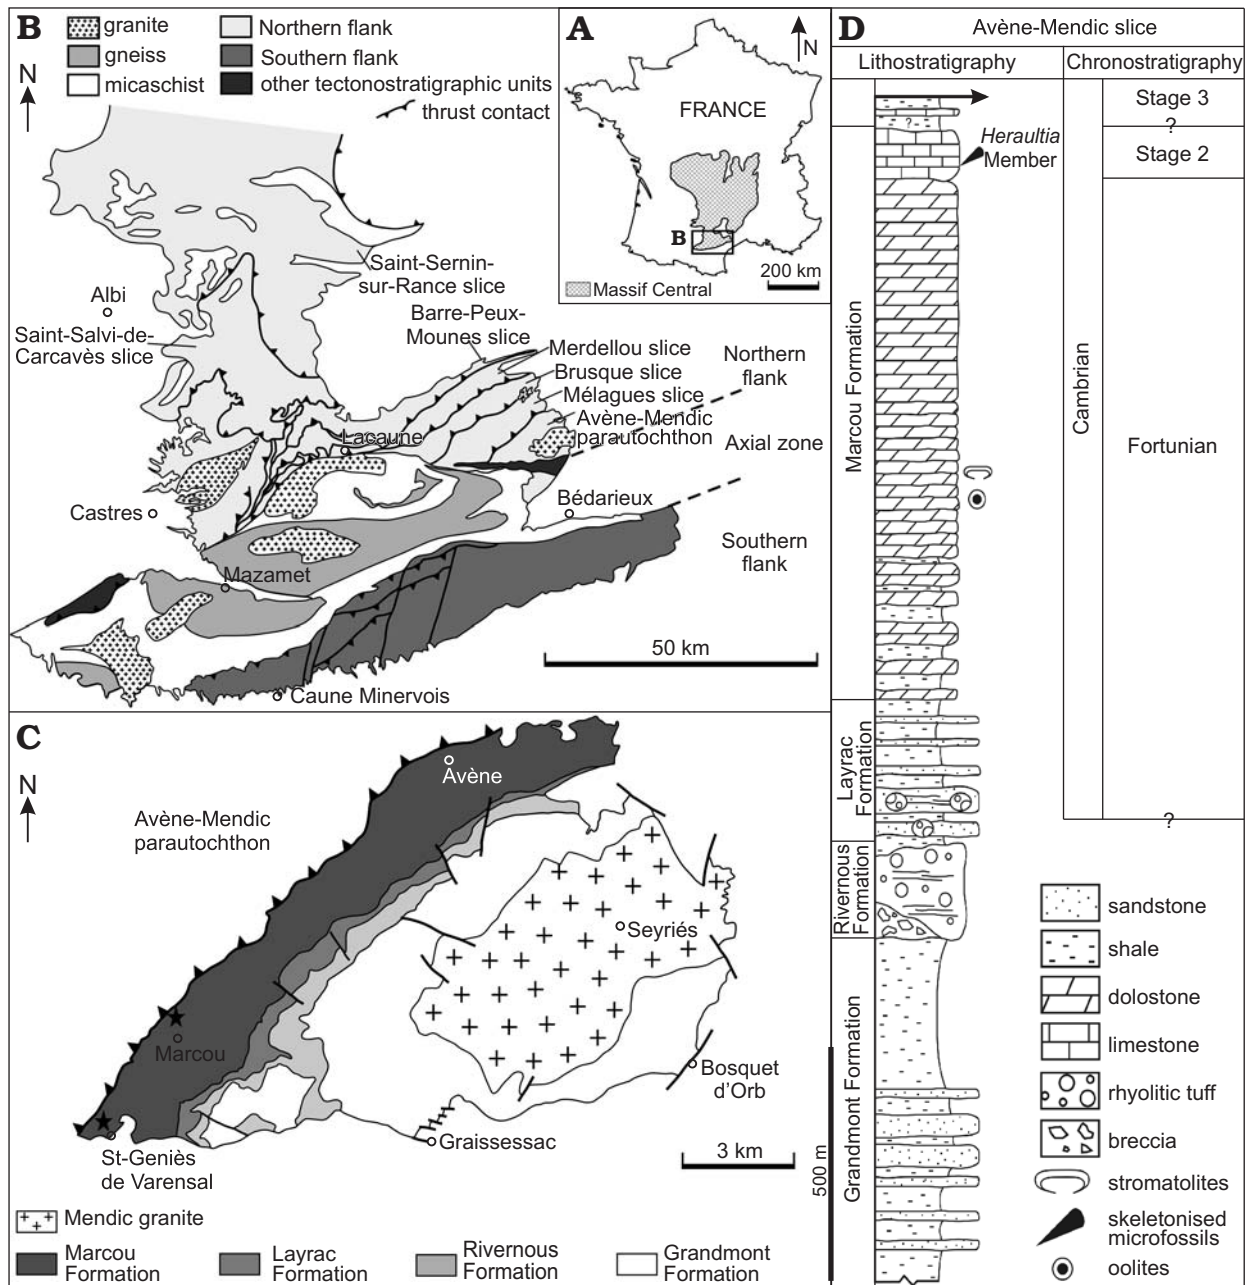 B
granite
gneiss
micaschist
Northern flank
Southern flank
other tectonostratigraphic units
thrust contact
N
Albi
Saint-Salvi-de-
Carcavès slice
Saint-Sernin-
sur-Rance slice
Barre-Peux-
Mounes slice
Merdellou slice
Brusque slice
Mélagues slice
Avène-Mendic
parautochthon
Northern
flank
Axial zone
Southern
flank
Lacaune
Castres
Bédarieux
Mazamet
Caune Minervois
50 km
A
N
FRANCE
B
200 km
Massif Central
C
N
Avène-Mendic
parautochthon
Avène
Seyriés
Marcou
Bosquet
d'Orb
St-Geniès
de Varensal
Graissessac
3 km
Mendic granite
Marcou
Formation
Layrac
Formation
Rivernous
Formation
Grandmont
Formation
D
Avène-Mendic slice
Lithostratigraphy
Chronostratigraphy
Stage 3
?
Stage 2
?
Heraultia
Member
Marcou Formation
Cambrian
Fortunian
Layrac
Formation
?
Rivernous
Formation
Grandmont Formation
500 m
sandstone
shale
dolostone
limestone
rhyolitic tuff
breccia
stromatolites
skeletonised
microfossils
oolites